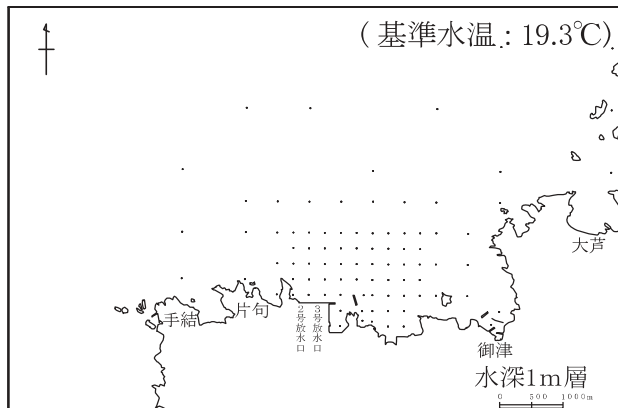 (基準水温：19.3℃)
大芦
手結
片句
2号放水口
3号放水口
御津
水深1m層
0 500 1000m